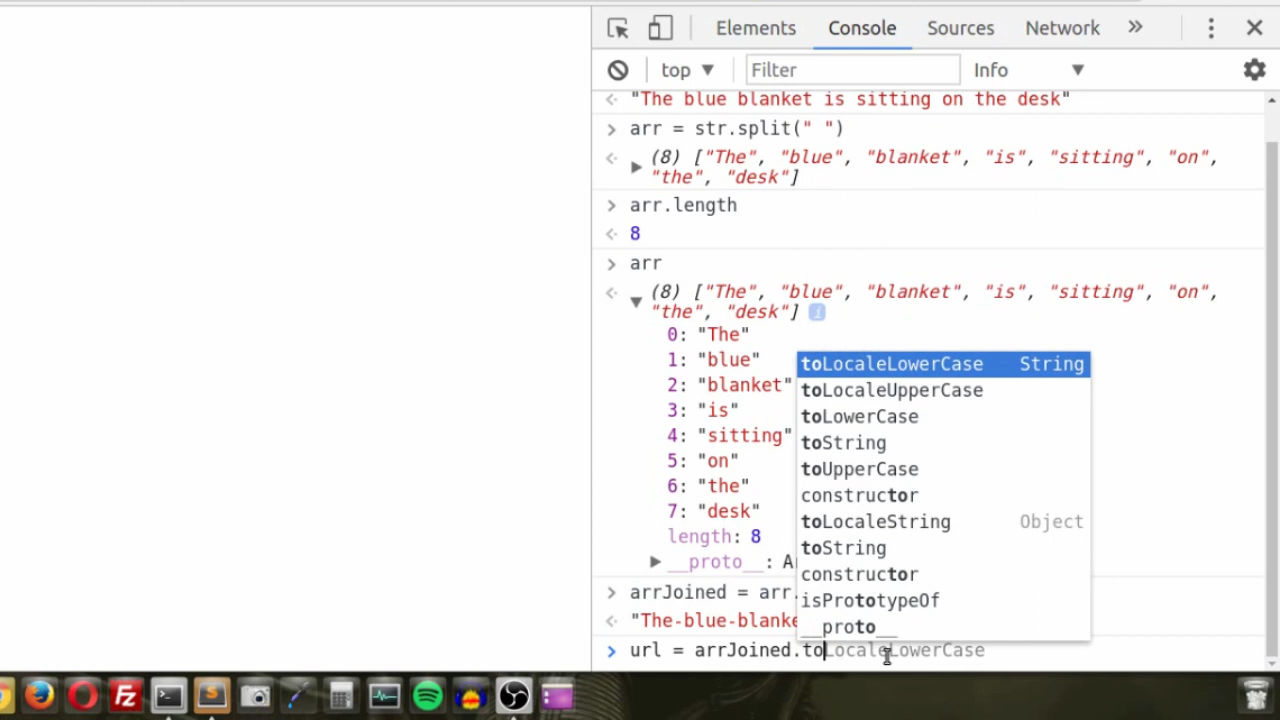 Elements Console Sources Network »
top ▼ Filter Info ▼
"The blue blanket is sitting on the desk"
arr = str.split(" ")
(8) ["The", "blue", "blanket", "is", "sitting", "on",
"the", "desk"]
arr.length
8
arr
(8) ["The", "blue", "blanket", "is", "sitting", "on",
"the", "desk"] i
0: "The"
1: "blue"
2: "blanket"
3: "is"
4: "sitting"
5: "on"
6: "the"
7: "desk"
length: 8
__proto__: A
toLocaleLowerCase String
toLocaleUpperCase
toLowerCase
toString
toUpperCase
constructor
toLocaleString Object
toString
constructor
isPrototypeOf
__proto__
arrJoined = arr.
"The-blue-blanke
url = arrJoined.toLocaleLowerCase
Fz
S